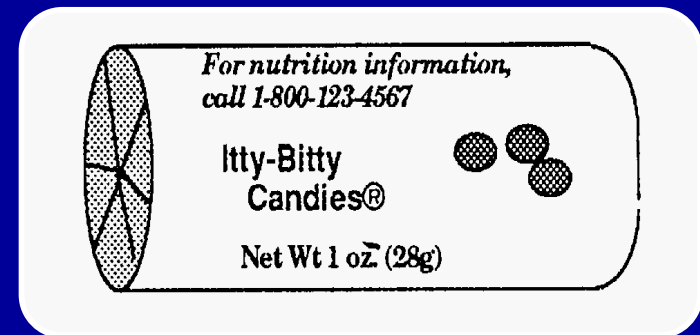 For nutrition information,
call 1-800-123-4567
Itty-Bitty
Candies®
Net Wt 1 oz. (28g)